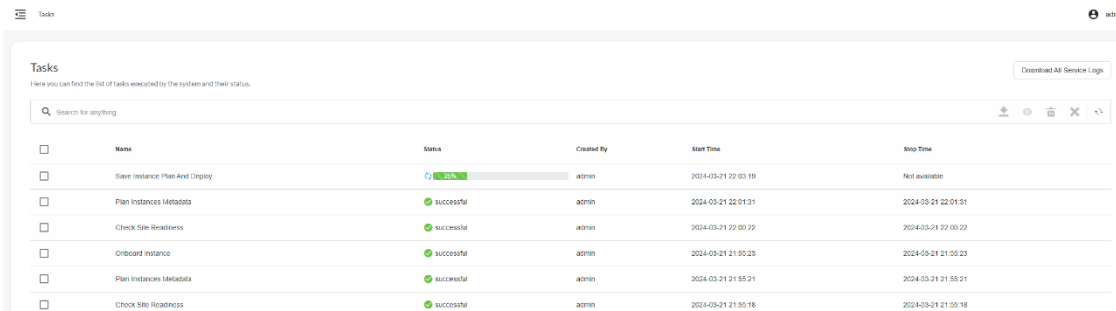 Tasks
adr
Tasks
Here you can find the list of tasks executed by the system and their status.
Download All Service Logs
Search for anything
Name Status Created By Start Time Stop Time
Save Instance Plan And Deploy 25% admin 2024-03-21 22:03:19 Not available
Plan Instances Metadata successful admin 2024-03-21 22:01:31 2024-03-21 22:01:31
Check Site Readiness successful admin 2024-03-21 22:00:22 2024-03-21 22:00:22
Onboard Instance successful admin 2024-03-21 21:55:23 2024-03-21 21:55:23
Plan Instances Metadata successful admin 2024-03-21 21:55:21 2024-03-21 21:55:21
Check Site Readiness successful admin 2024-03-21 21:55:18 2024-03-21 21:55:18